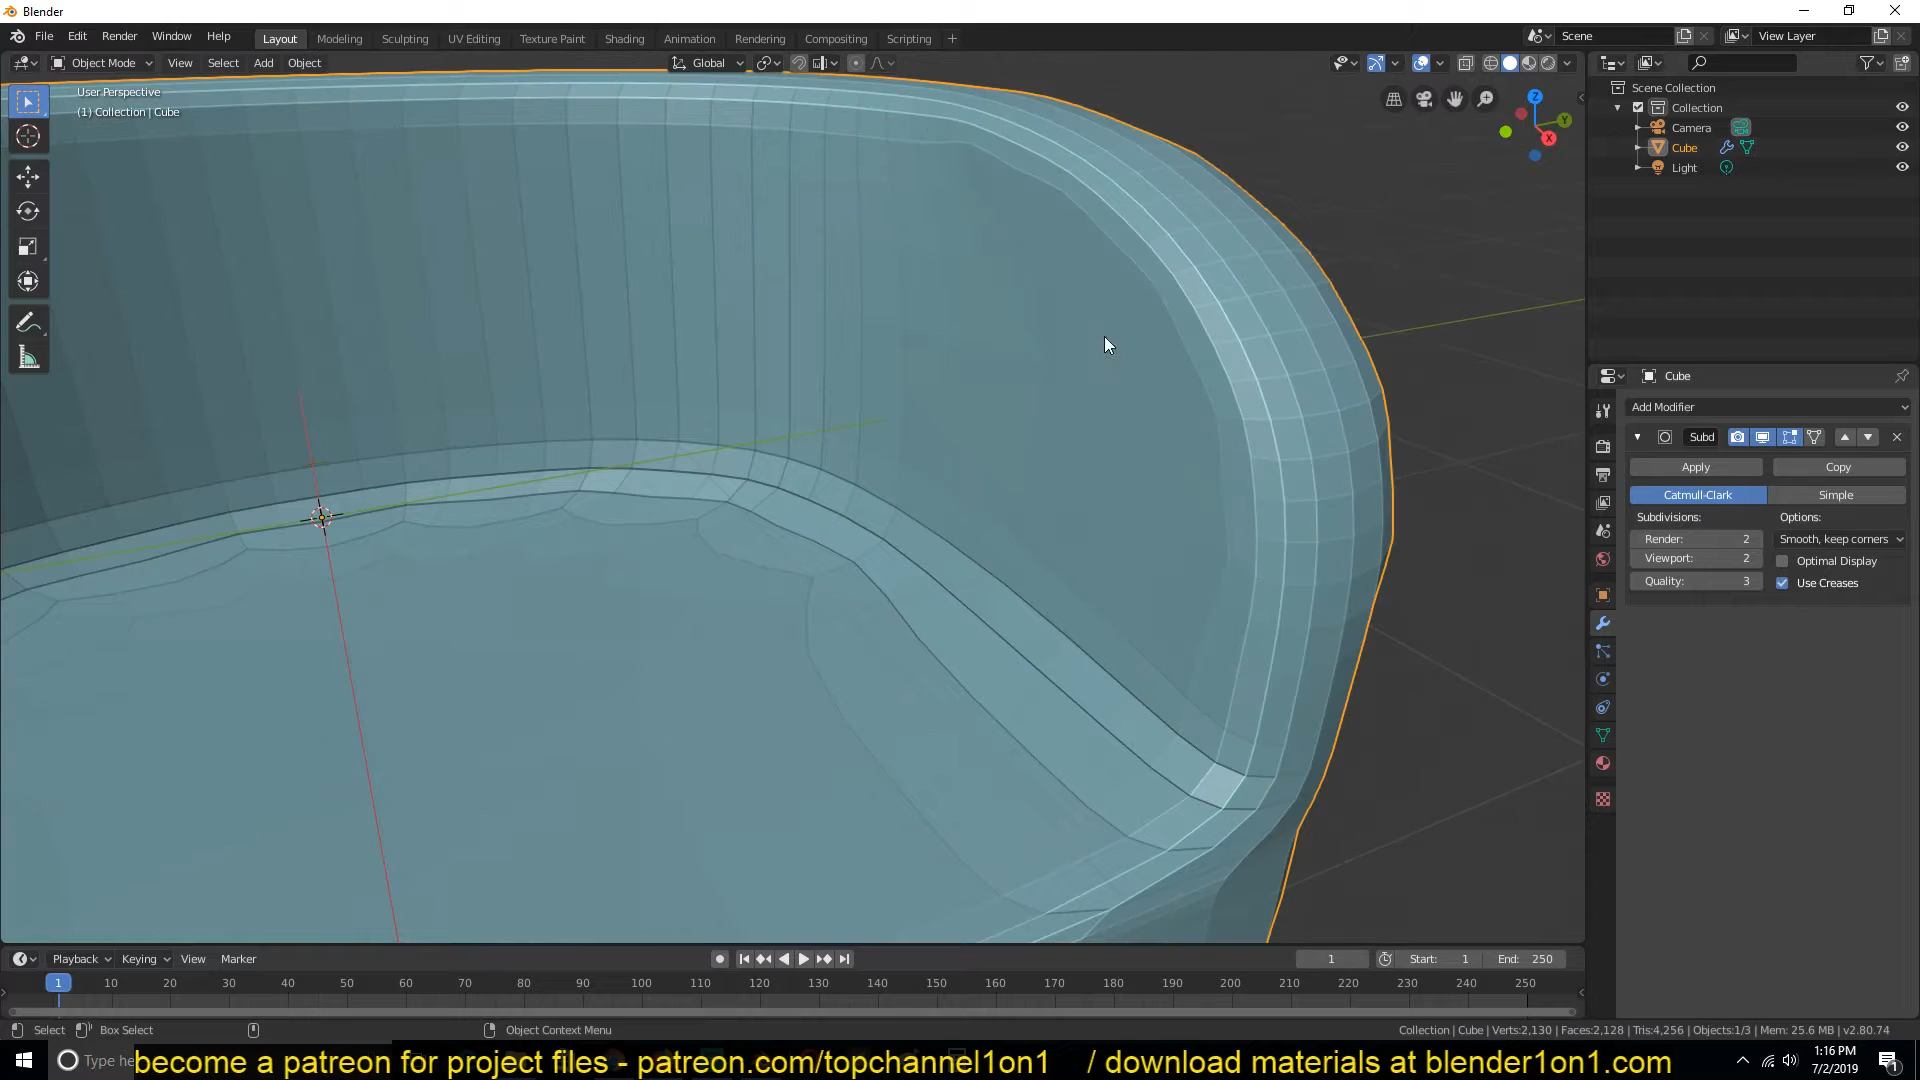 Blender
File Edit Render Window Help
Layout Modeling Sculpting UV Editing Texture Paint Shading Animation Rendering Compositing Scripting +
Scene
View Layer
Object Mode View Select Add Object
Global
User Perspective
(1) Collection | Cube
Z
Y
X
Scene Collection
Collection
Camera
Cube
Light
Cube
Add Modifier
Subd
Apply Copy
Catmull-Clark Simple
Subdivisions: Options:
Render: 2 Smooth, keep corners
Viewport: 2 Optimal Display
Quality: 3 Use Creases
Playback Keying View Marker
1 Start: 1 End: 250
1 10 20 30 40 50 60 70 80 90 100 110 120 130 140 150 160 170 180 190 200 210 220 230 240 250
Select Box Select Object Context Menu
Collection | Cube | Verts:2,130 | Faces:2,128 | Tris:4,256 | Objects:1/3 | Mem: 25.6 MB | v2.80.74
Type he
become a patreon for project files - patreon.com/topchannel1on1 / download materials at blender1on1.com
1:16 PM
7/2/2019
1